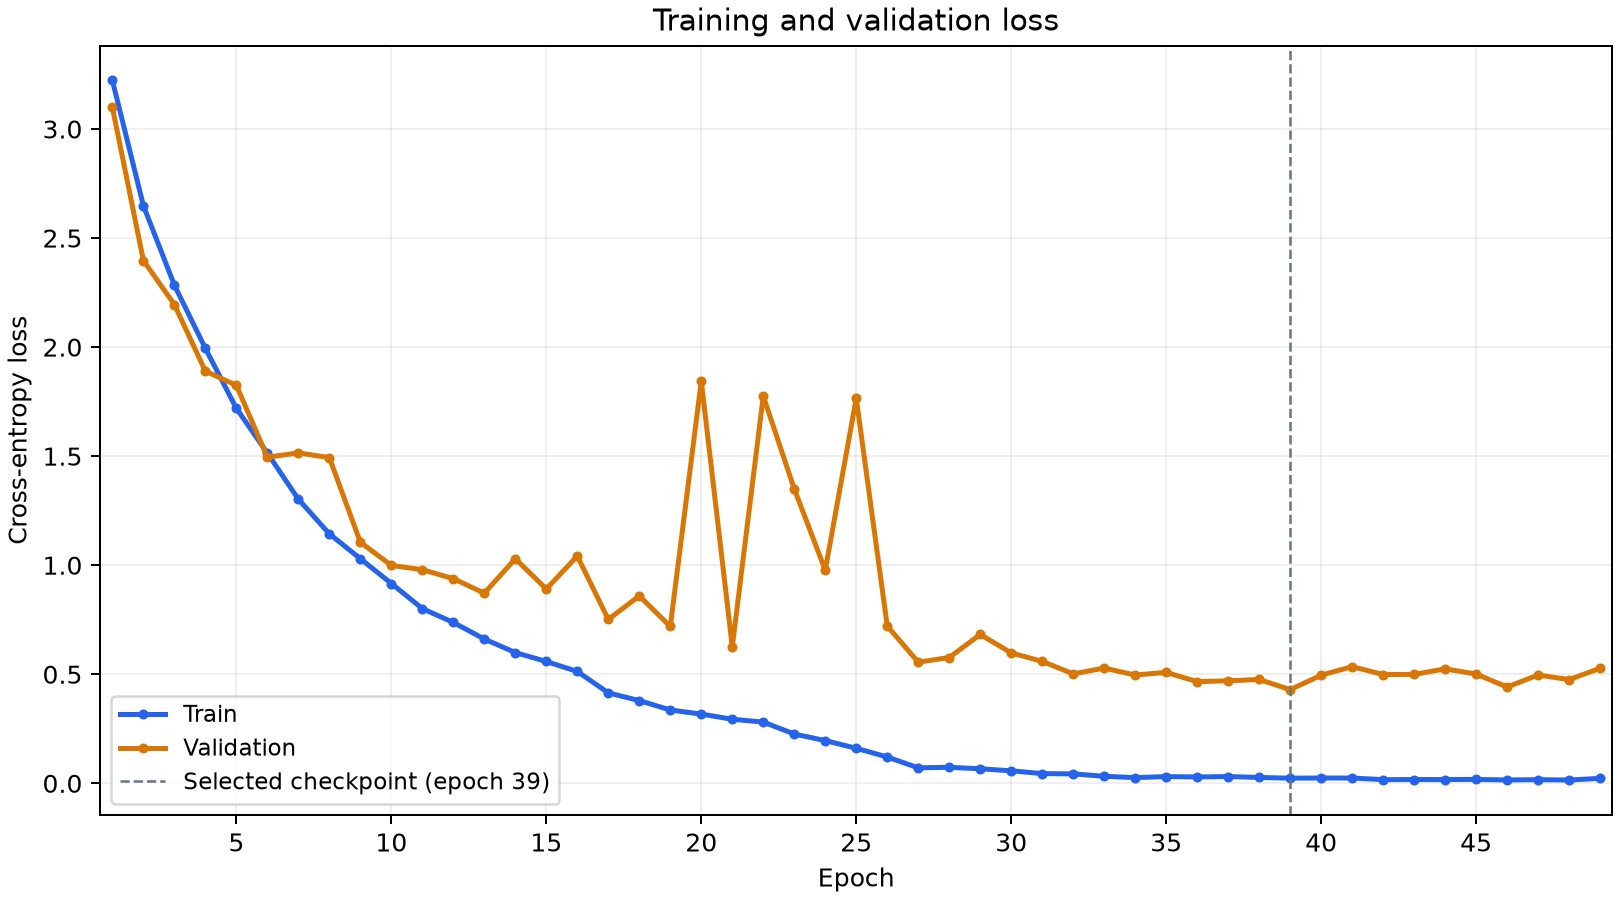 Training and validation loss
Cross-entropy loss
3.0
2.5
2.0
1.5
1.0
0.5
0.0
Train
Validation
Selected checkpoint (epoch 39)
5 10 15 20 25 30 35 40 45
Epoch